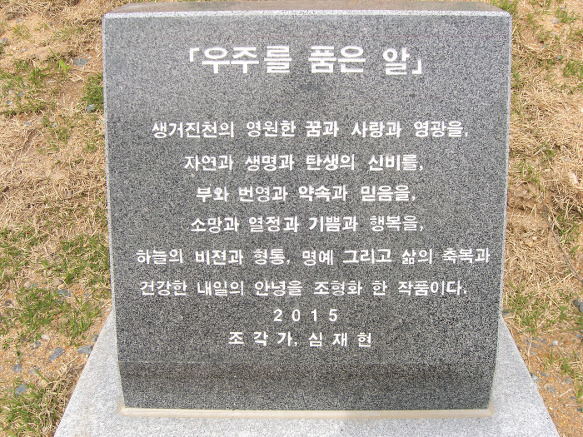 「우주를 품은 알」
생거진천의 영원한 꿈과 사랑과 영광을,
자연과 생명과 탄생의 신비를,
부와 번영과 약속과 믿음을,
소망과 열정과 기쁨과 행복을,
하늘의 비젼과 형통, 명예 그리고 삶의 축복과
건강한 내일의 안녕을 조형화 한 작품이다.
2015
조각가, 심재현